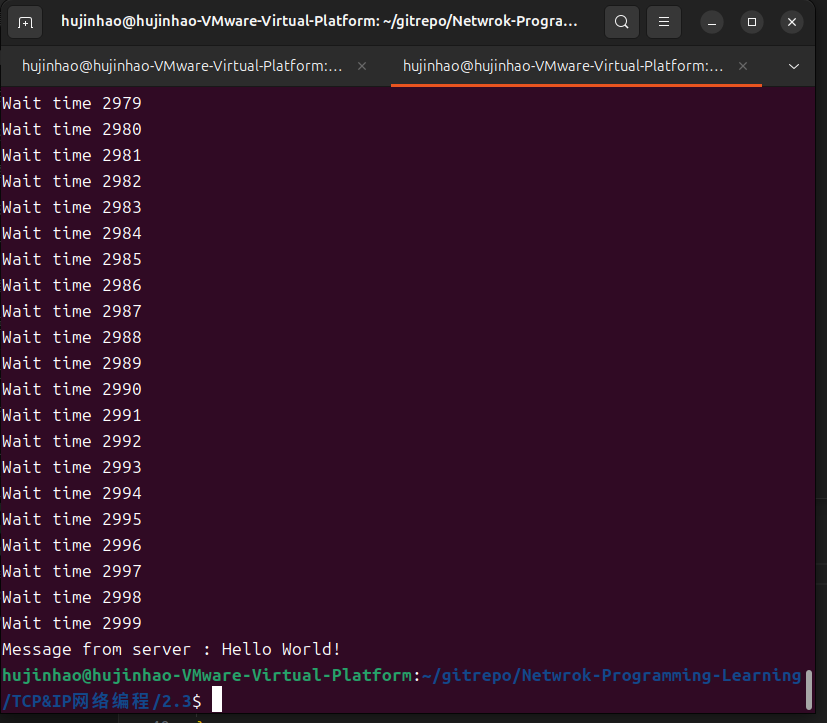 hujinhao@hujinhao-VMware-Virtual-Platform: ~/gitrepo/Netwrok-Progra...
hujinhao@hujinhao-VMware-Virtual-Platform:... hujinhao@hujinhao-VMware-Virtual-Platform:...
Wait time 2979
Wait time 2980
Wait time 2981
Wait time 2982
Wait time 2983
Wait time 2984
Wait time 2985
Wait time 2986
Wait time 2987
Wait time 2988
Wait time 2989
Wait time 2990
Wait time 2991
Wait time 2992
Wait time 2993
Wait time 2994
Wait time 2995
Wait time 2996
Wait time 2997
Wait time 2998
Wait time 2999
Message from server : Hello World!
hujinhao@hujinhao-VMware-Virtual-Platform:~/gitrepo/Netwrok-Programming-Learning
/TCP&IP网络编程/2.3$